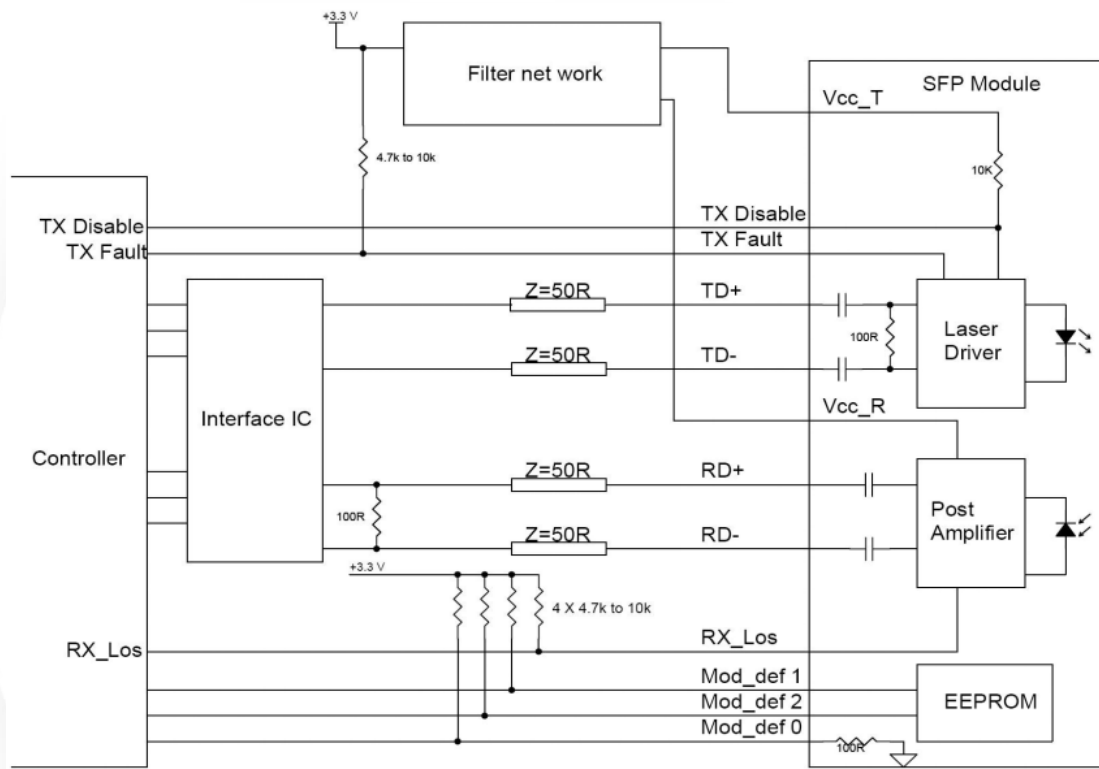 +3.3 V
Filter net work
SFP Module
Vcc_T
4.7k to 10k
10K
TX Disable
TX Disable
TX Fault
TX Fault
Z=50R
TD+
100R
Laser
Driver
Z=50R
TD-
Vcc_R
Interface IC
Controller
Z=50R
RD+
100R
Post
Amplifier
Z=50R
RD-
+3.3 V
4 X 4.7k to 10k
RX_Los
RX_Los
Mod_def 1
Mod_def 2
EEPROM
Mod_def 0
100R